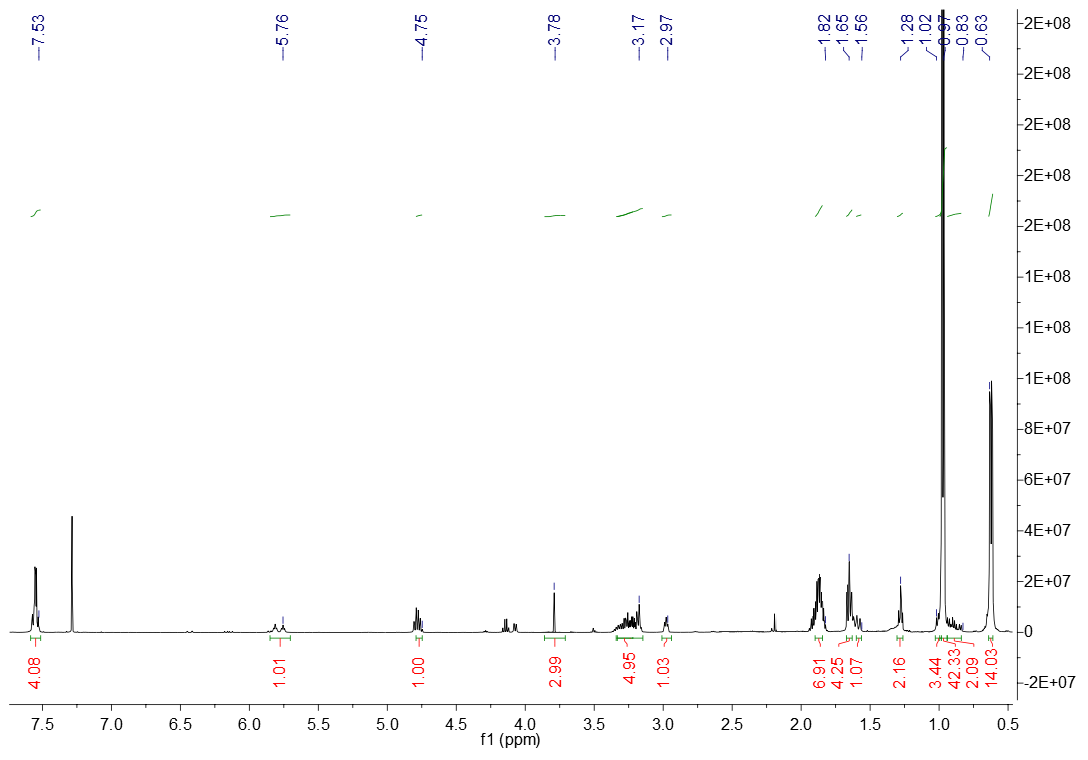 7.53
5.76
4.75
3.78
3.17
2.97
1.82
1.65
1.56
1.28
1.02
0.97
0.83
0.63
2E+08
2E+08
2E+08
2E+08
2E+08
1E+08
1E+08
1E+08
8E+07
6E+07
4E+07
2E+07
0
-2E+07
4.08
1.01
1.00
2.99
4.95
1.03
6.91
4.25
1.07
2.16
3.44
42.33
2.09
14.03
7.5 7.0 6.5 6.0 5.5 5.0 4.5 4.0 3.5 3.0 2.5 2.0 1.5 1.0 0.5
f1 (ppm)